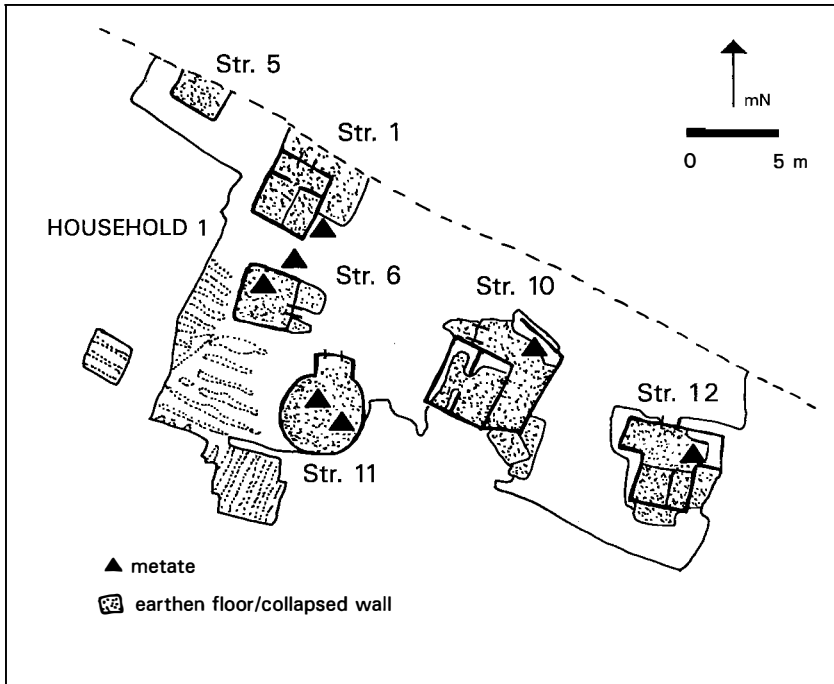 Str. 5
Str. 1
mN
0 5 m
HOUSEHOLD 1
Str. 6
Str. 10
Str. 12
Str. 11
metate
earthen floor/collapsed wall